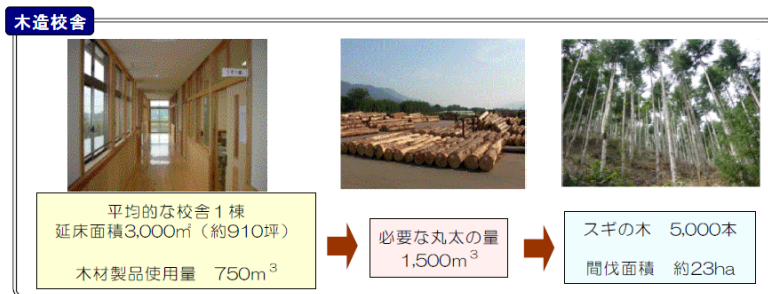 木造校舎
平均的な校舎１棟
延床面積3,000㎡（約910坪）
木材製品使用量　750m³
必要な丸太の量
1,500m³
スギの木　5,000本
間伐面積　約23ha